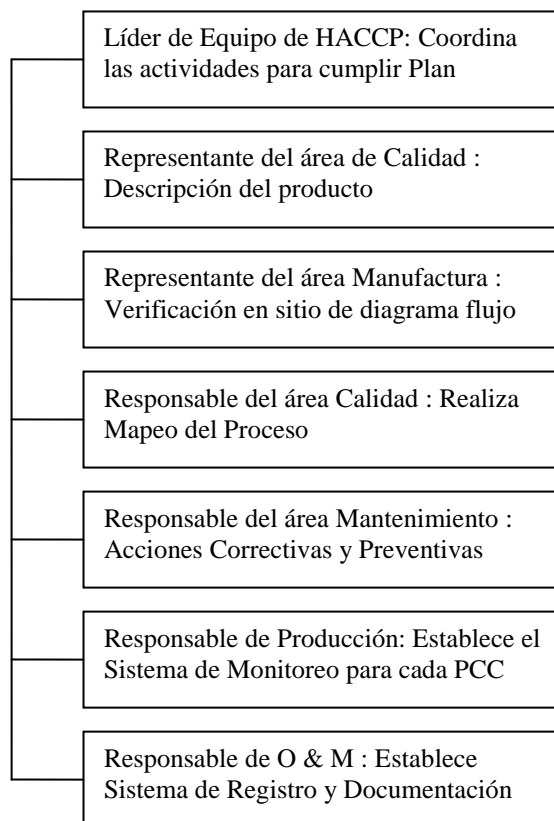 Líder de Equipo de HACCP: Coordina
las actividades para cumplir Plan
Representante del área de Calidad :
Descripción del producto
Representante del área Manufactura :
Verificación en sitio de diagrama flujo
Responsable del área Calidad : Realiza
Mapeo del Proceso
Responsable del área Mantenimiento :
Acciones Correctivas y Preventivas
Responsable de Producción: Establece el
Sistema de Monitoreo para cada PCC
Responsable de O & M : Establece
Sistema de Registro y Documentación